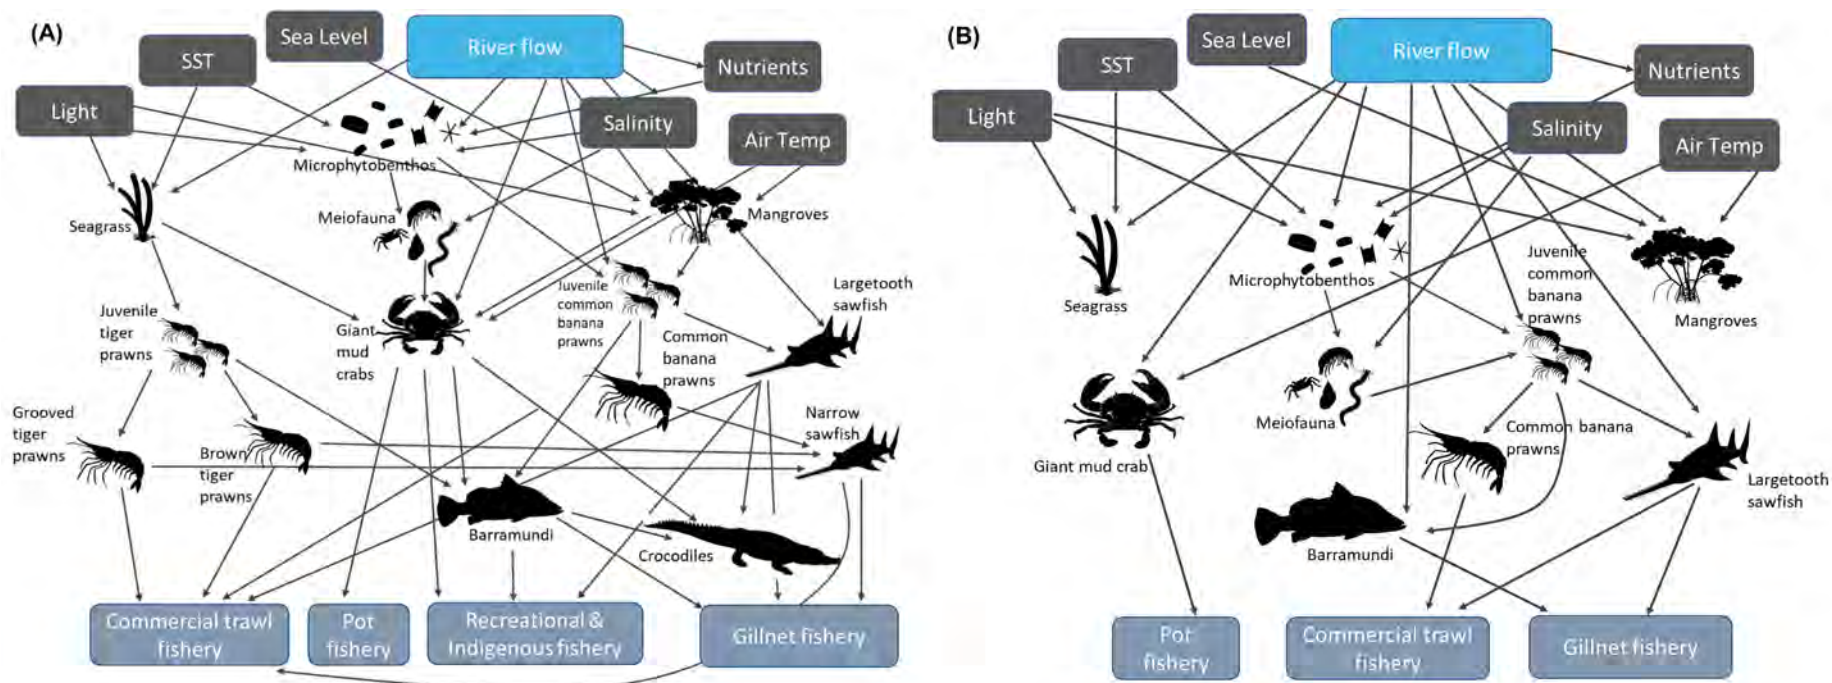 (A)
Sea Level
River flow
SST
Nutrients
Light
Salinity
Air Temp
Microphytobenthos
Meiofauna
Mangroves
Seagrass
Juvenile
tiger
prawns
Giant
mud
crabs
Juvenile
common
banana
prawns
Largetooth
sawfish
Common
banana
prawns
Grooved
tiger
prawns
Brown
tiger
prawns
Narrow
sawfish
Barramundi
Crocodiles
Commercial trawl
fishery
Pot
fishery
Recreational &
Indigenous fishery
Gillnet fishery
(B)
Sea Level
River flow
SST
Nutrients
Light
Salinity
Air Temp
Microphytobenthos
Juvenile
common
banana
prawns
Seagrass
Mangroves
Meiofauna
Giant mud crab
Common banana
prawns
Largetooth
sawfish
Barramundi
Pot
fishery
Commercial trawl
fishery
Gillnet fishery